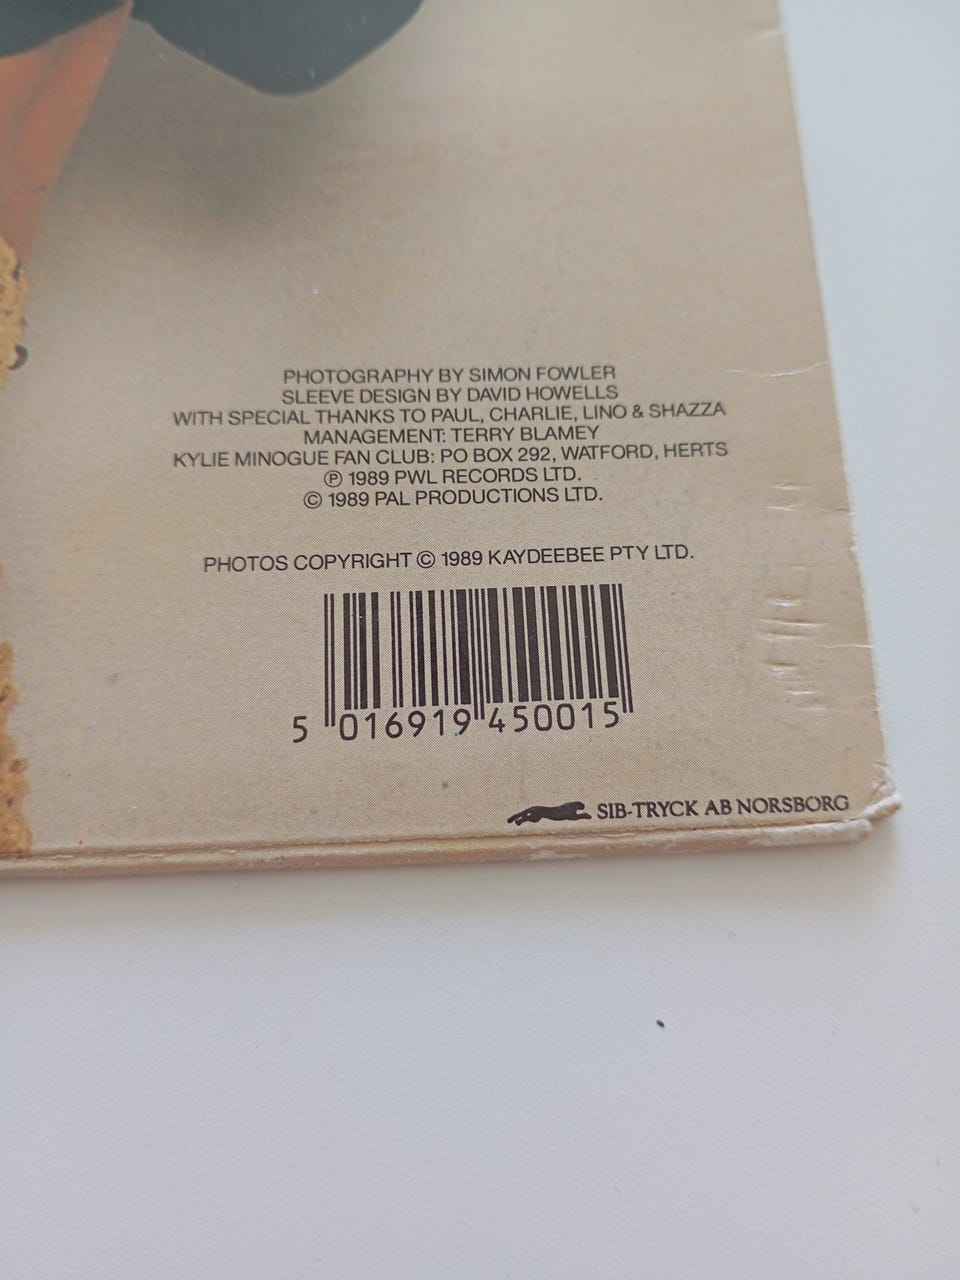 PHOTOGRAPHY BY SIMON FOWLER
SLEEVE DESIGN BY DAVID HOWELLS
WITH SPECIAL THANKS TO PAUL, CHARLIE, LINO & SHAZZA
MANAGEMENT: TERRY BLAMEY
KYLIE MINOGUE FAN CLUB: PO BOX 292, WATFORD, HERTS
℗ 1989 PWL RECORDS LTD.
© 1989 PAL PRODUCTIONS LTD.
PHOTOS COPYRIGHT © 1989 KAYDEEBEE PTY LTD.
5 016919 450015
SIB-TRYCK AB NORSBORG